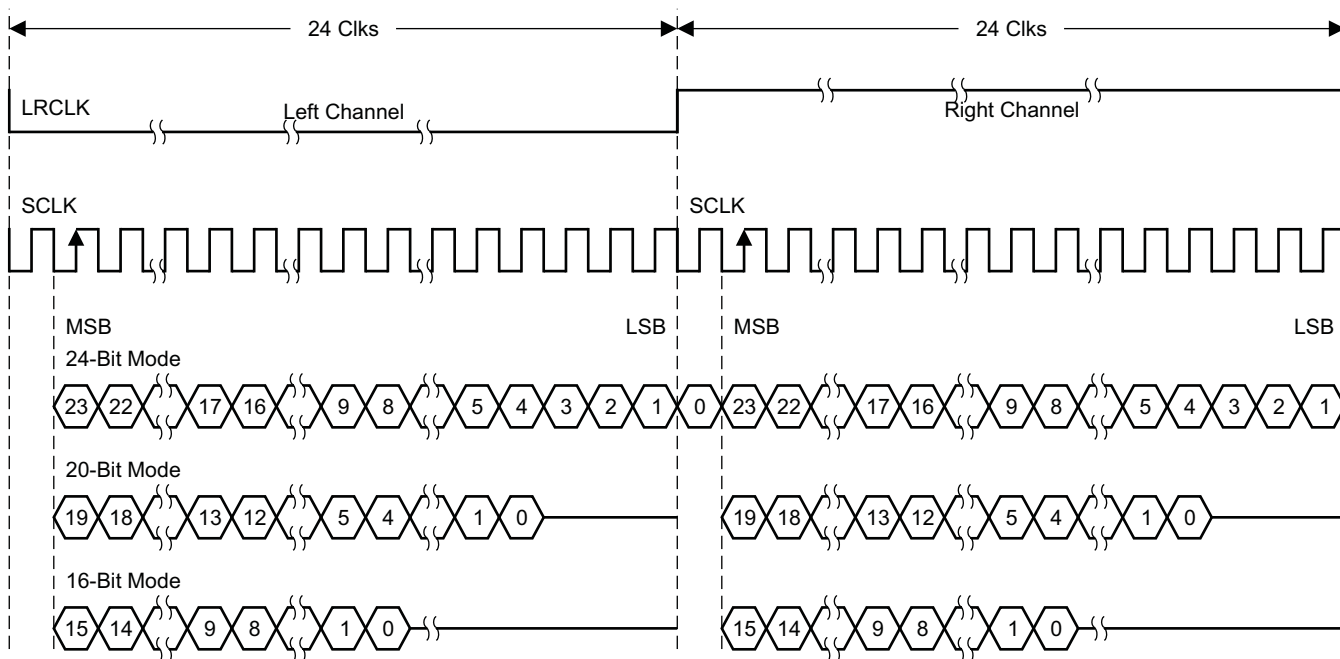 24 Clks 24 Clks
LRCLK Left Channel Right Channel
SCLK SCLK
MSB LSB MSB LSB
24-Bit Mode
23 22 17 16 9 8 5 4 3 2 1 0 23 22 17 16 9 8 5 4 3 2 1
20-Bit Mode
19 18 13 12 5 4 1 0 19 18 13 12 5 4 1 0
16-Bit Mode
15 14 9 8 1 0 15 14 9 8 1 0